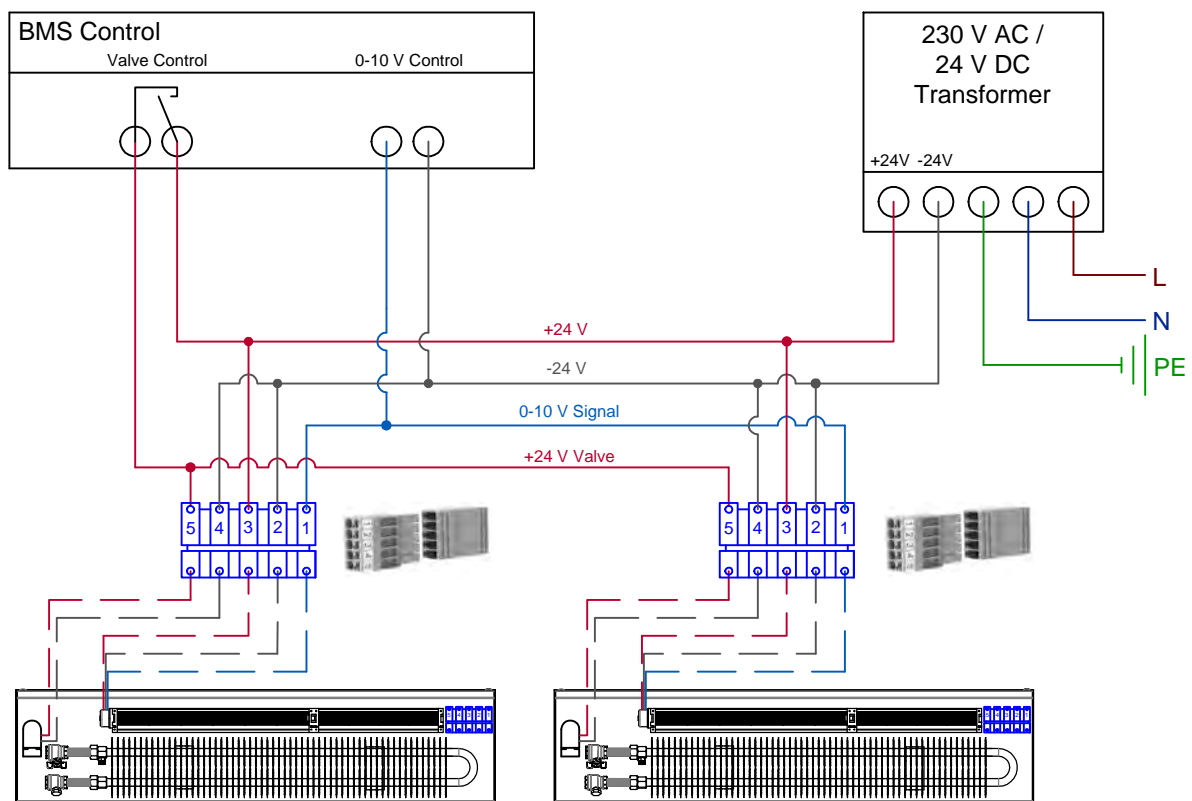 BMS Control
Valve Control 0-10 V Control
230 V AC /
24 V DC
Transformer
+24V -24V
L
N
PE
+24 V
-24 V
0-10 V Signal
+24 V Valve
5 4 3 2 1
5 4 3 2 1